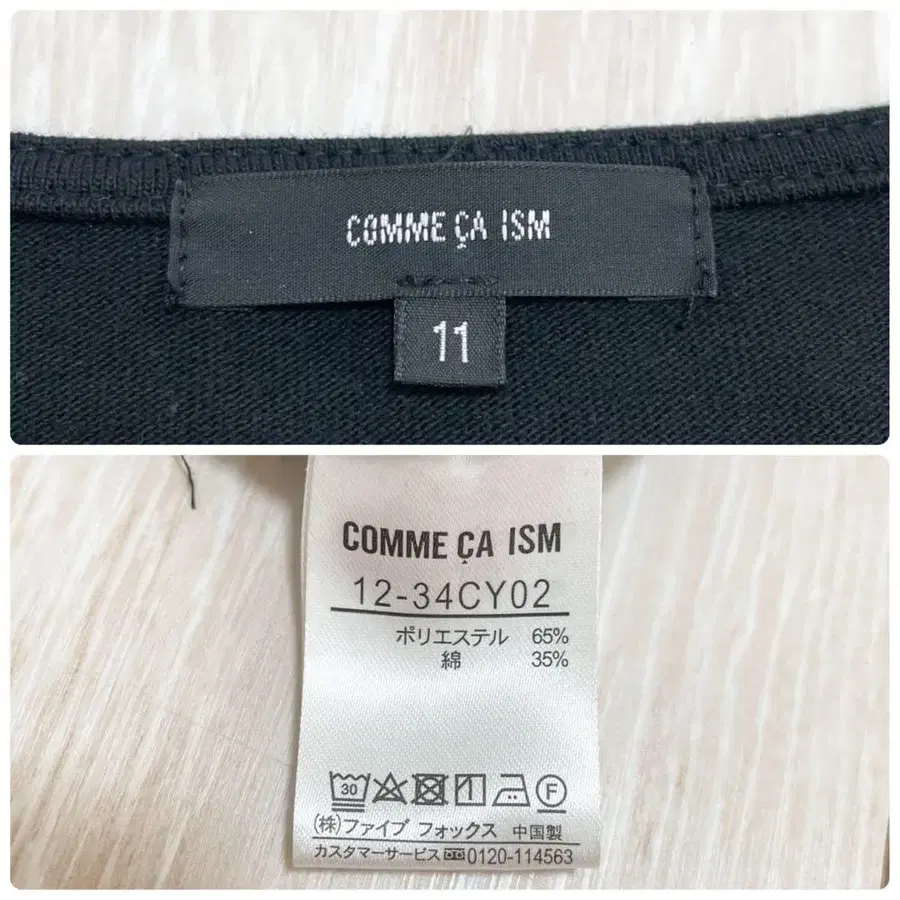 COMME ÇA ISM
11
COMME ÇA ISM
12-34CY02
ポリエステル 65%
綿 35%
30 F
(株)ファイブ フォックス 中国製
カスタマーサービス 0120-114563